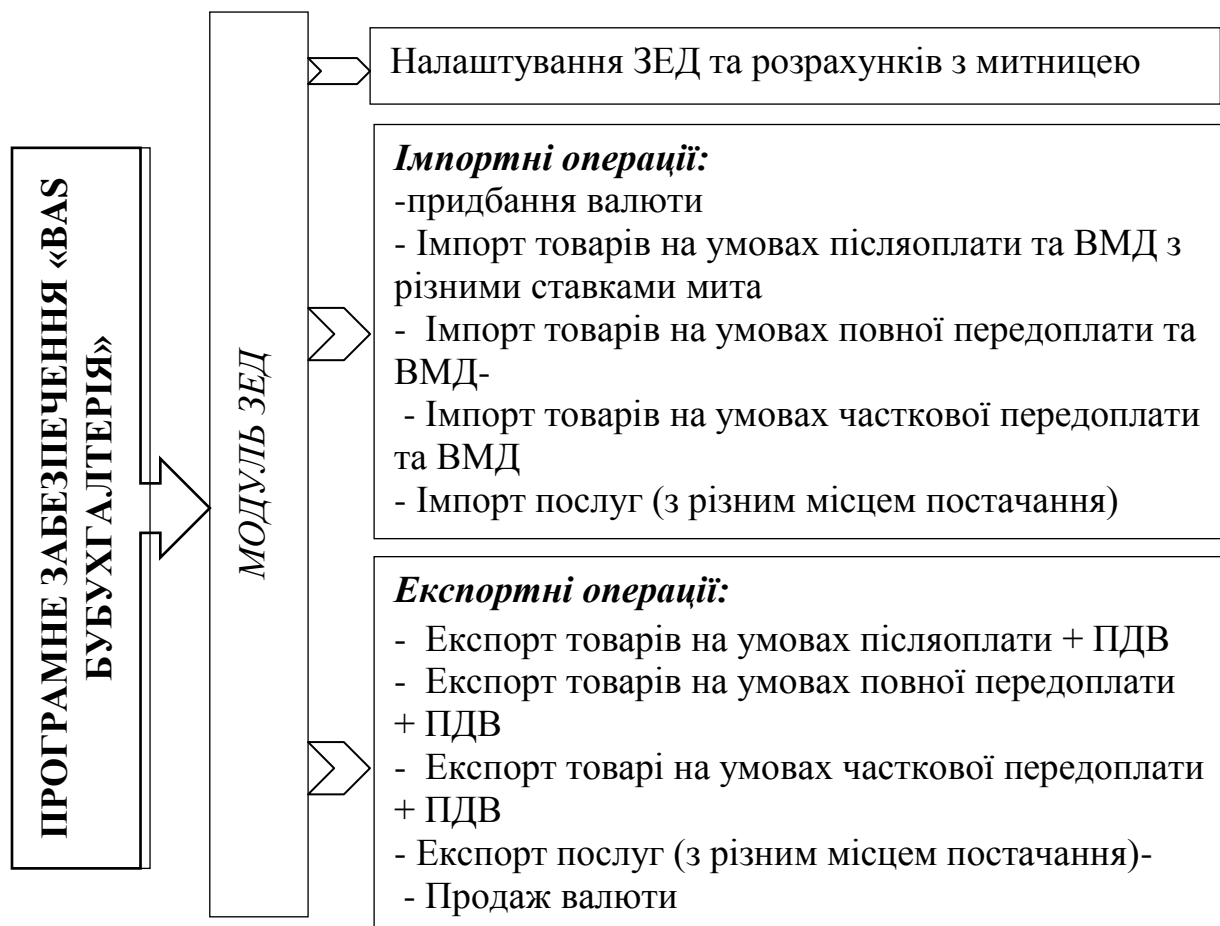 ПРОГРАМНЕ ЗАБЕЗПЕЧЕННЯ «BAS
БУБУХГАЛТЕРІЯ»
МОДУЛЬ ЗЕД
Налаштування ЗЕД та розрахунків з митницею
Імпортні операції:
-придбання валюти
- Імпорт товарів на умовах післяоплати та ВМД з
різними ставками мита
- Імпорт товарів на умовах повної передоплати та
ВМД-
- Імпорт товарів на умовах часткової передоплати
та ВМД
- Імпорт послуг (з різним місцем постачання)
Експортні операції:
- Експорт товарів на умовах післяоплати + ПДВ
- Експорт товарів на умовах повної передоплати
+ ПДВ
- Експорт товарі на умовах часткової передоплати
+ ПДВ
- Експорт послуг (з різним місцем постачання)-
- Продаж валюти